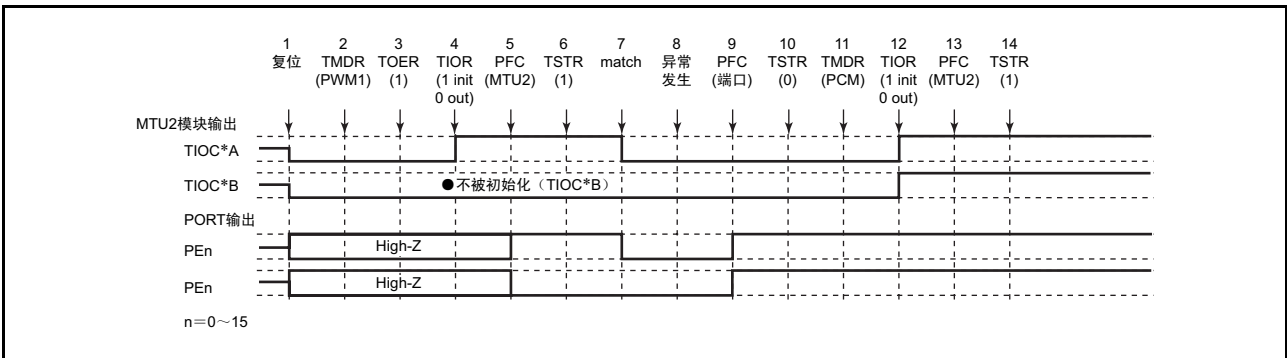 1 2 3 4 5 6 7 8 9 10 11 12 13 14
复位 TMDR TOER TIOR PFC TSTR match 异常 PFC TSTR TMDR TIOR PFC TSTR
(PWM1) (1) (1 init (MTU2) (1) 发生 (端口) (0) (PCM) (1 init (MTU2) (1)
0 out) 0 out)
MTU2模块输出
TIOC*A
TIOC*B ●不被初始化（TIOC*B）
PORT输出
PEn High-Z
PEn High-Z
n＝0～15